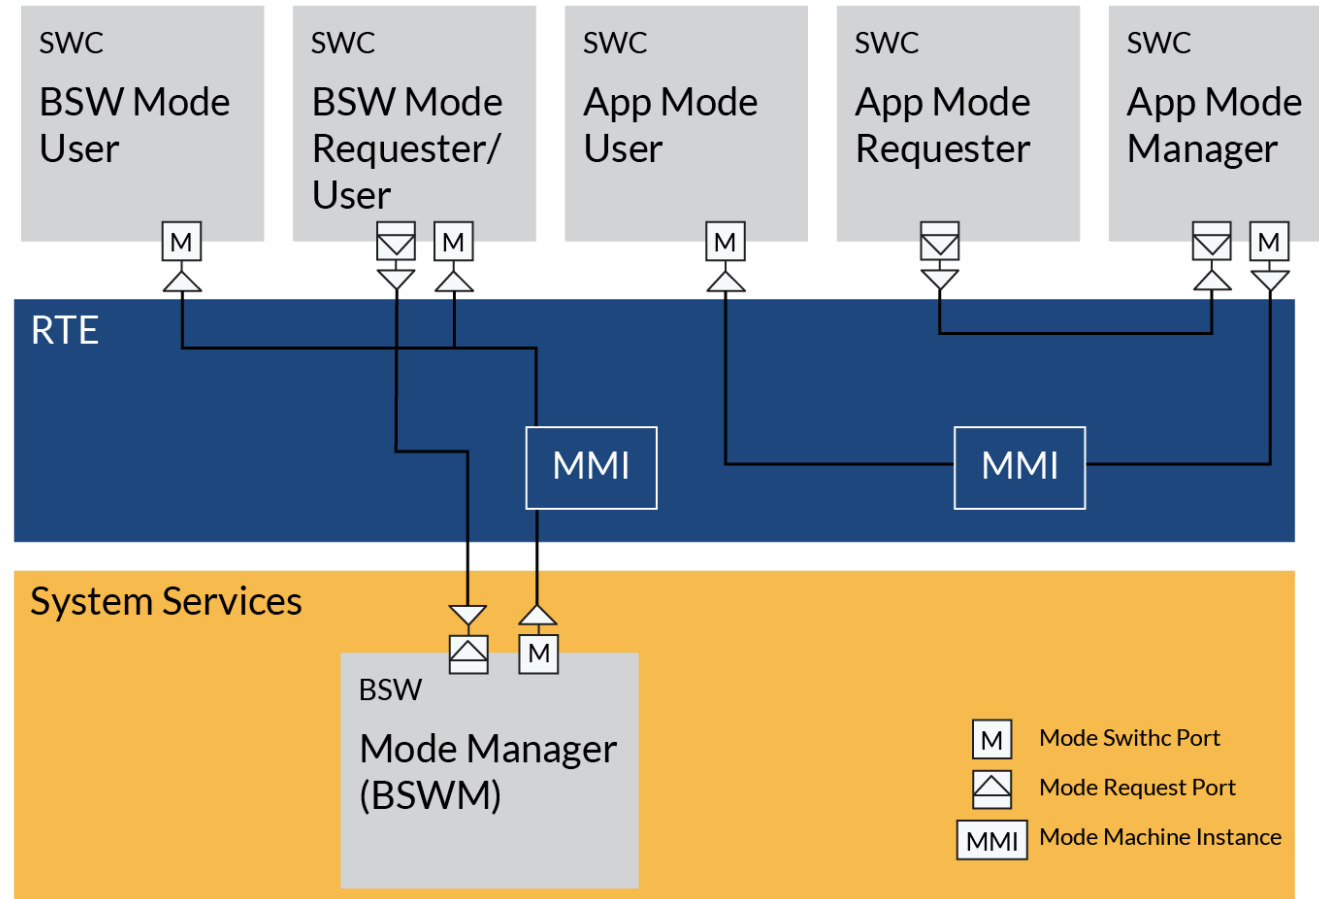 SWC
BSW Mode
User
M
SWC
BSW Mode
Requester/
User
M
SWC
App Mode
User
M
SWC
App Mode
Requester
SWC
App Mode
Manager
M
RTE
MMI
MMI
System Services
M
BSW
Mode Manager
(BSWM)
M Mode Swithc Port
Mode Request Port
MMI Mode Machine Instance